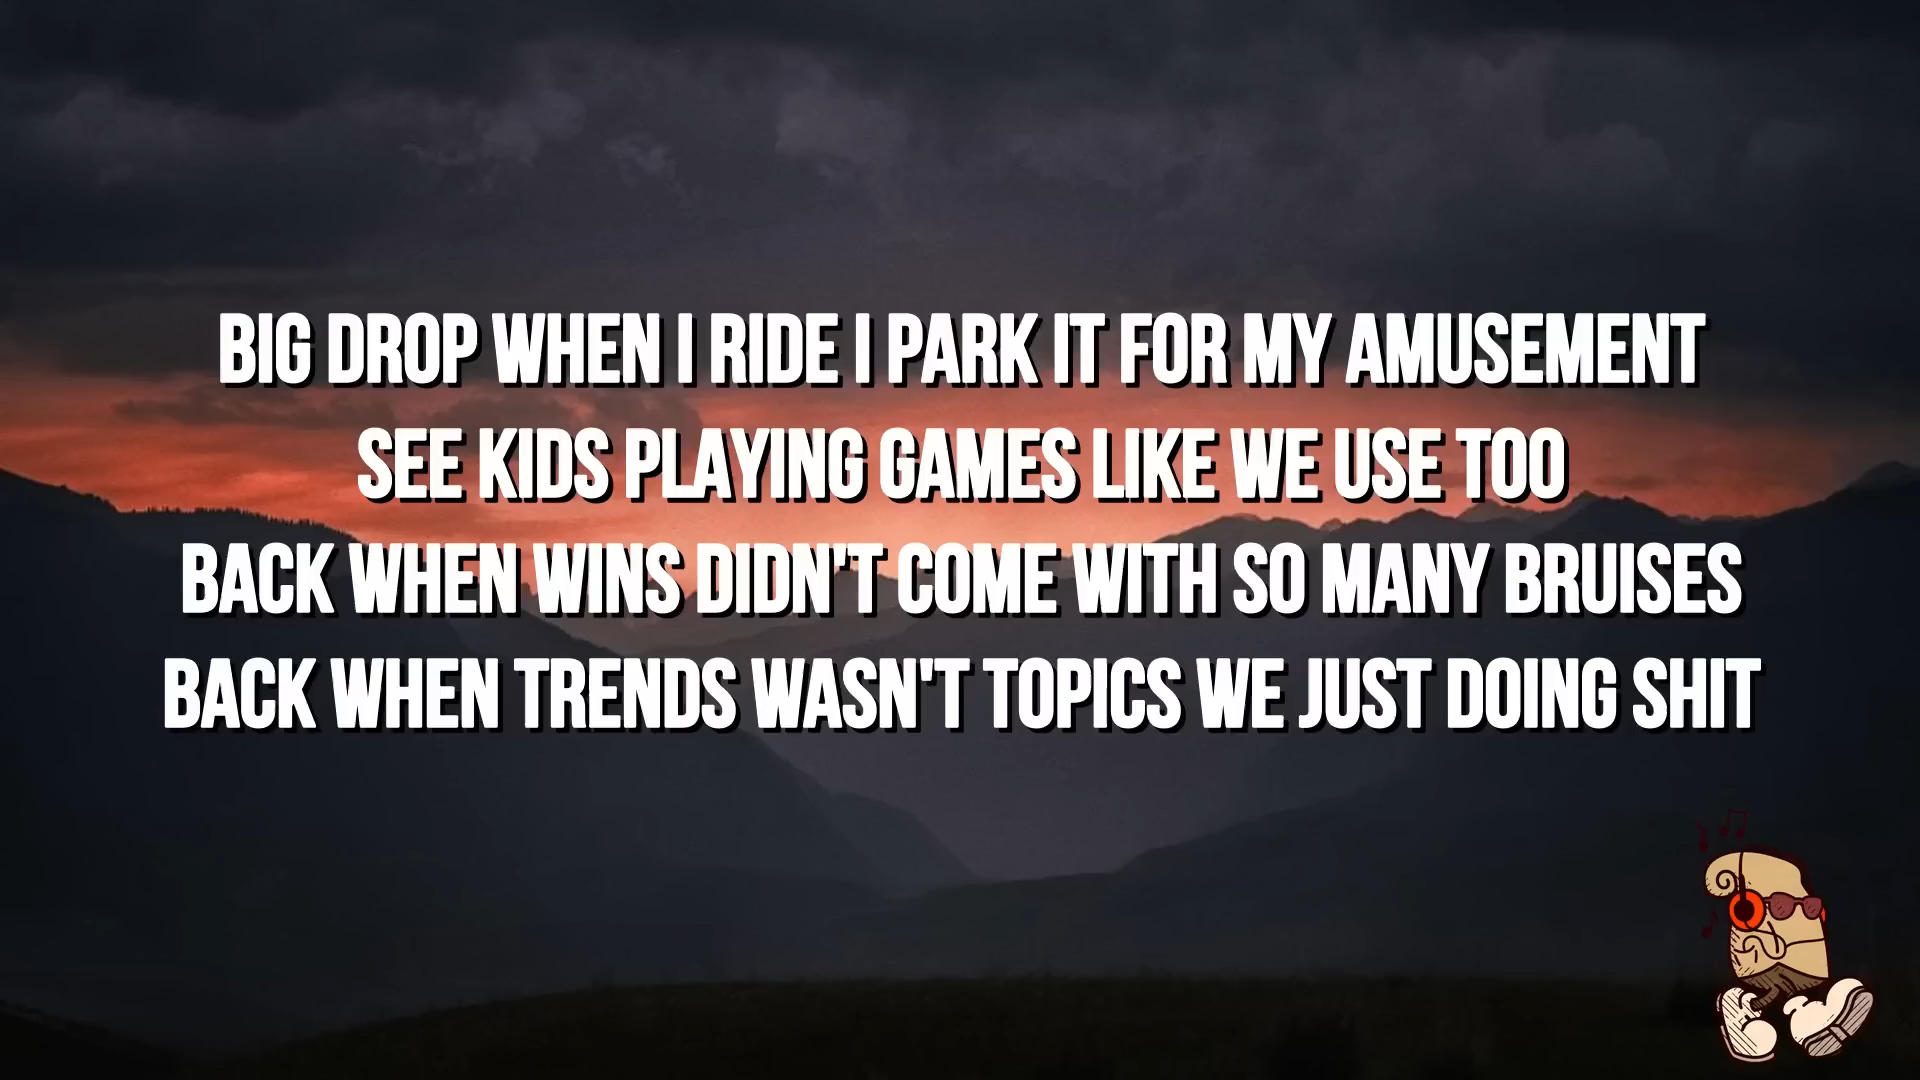 BIG DROP WHEN I RIDE I PARK IT FOR MY AMUSEMENT
SEE KIDS PLAYING GAMES LIKE WE USE TOO
BACK WHEN WINS DIDN'T COME WITH SO MANY BRUISES
BACK WHEN TRENDS WASN'T TOPICS WE JUST DOING SHIT